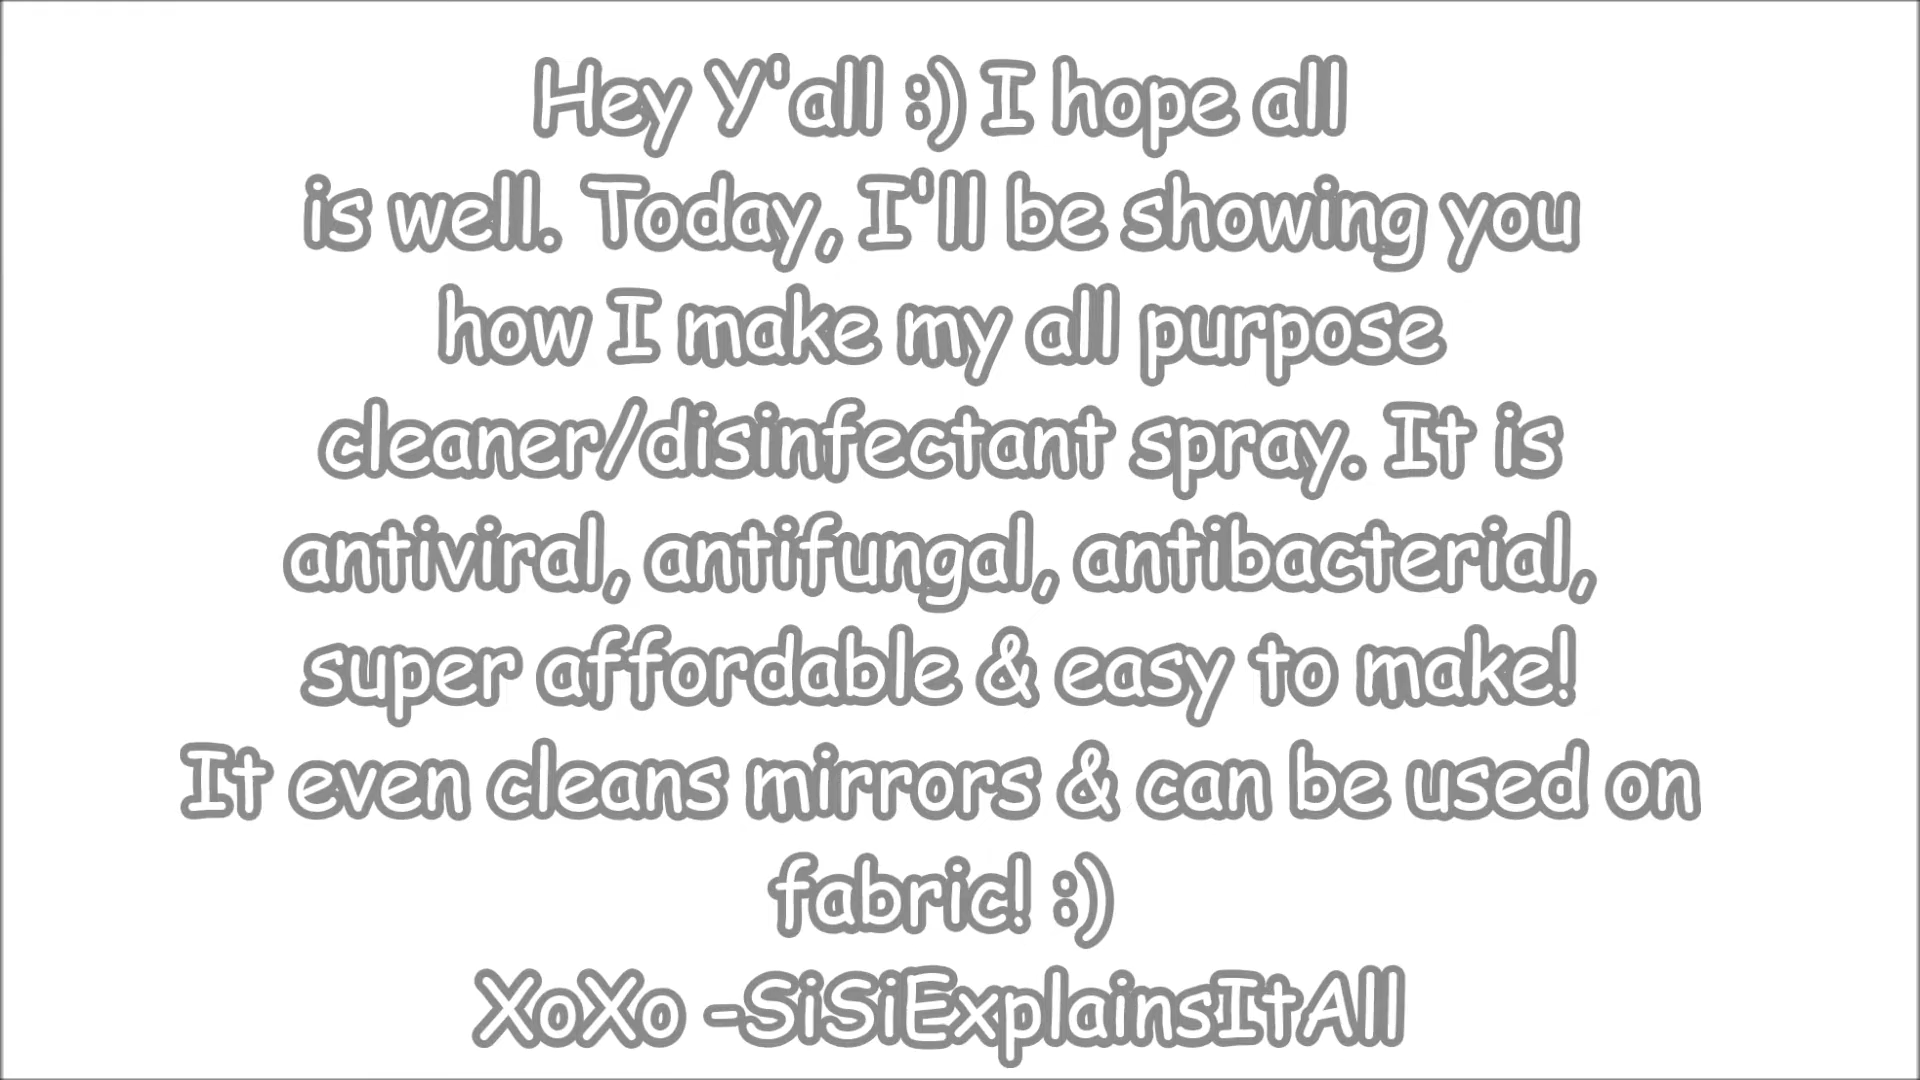 Hey Y'all :) I hope all
is well. Today, I'll be showing you
how I make my all purpose
cleaner/disinfectant spray. It is
antiviral, antifungal, antibacterial,
super affordable & easy to make!
It even cleans mirrors & can be used on
fabric! :)
XoXo -SiSiExplainsItAll